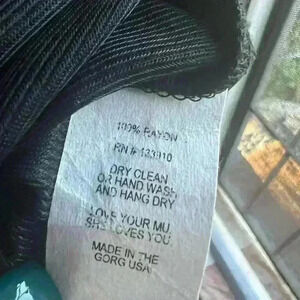 100% RAYON
RN # 133910
DRY CLEAN
OR HAND WASH
AND HANG DRY
LOVE YOUR MU
SHE LOVES YOU
MADE IN THE
GORG USA!